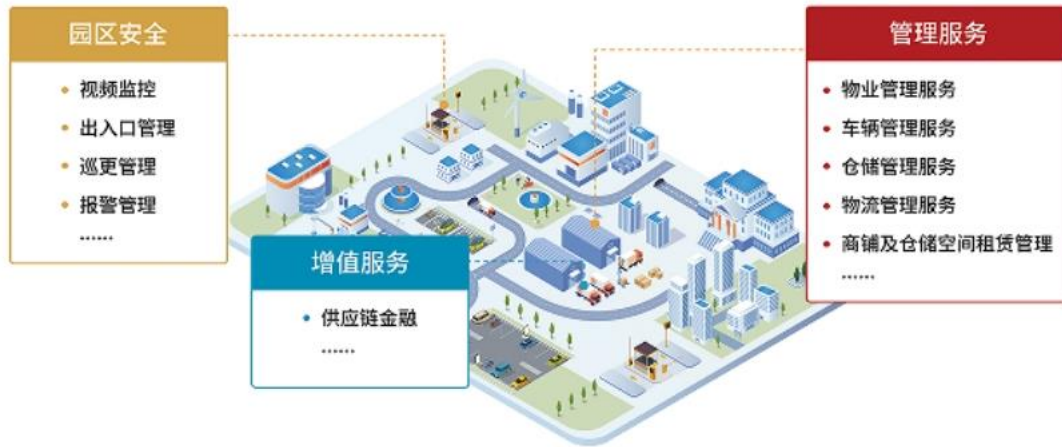 园区安全
• 视频监控
• 出入口管理
• 巡更管理
• 报警管理
......
增值服务
• 供应链金融
......
管理服务
• 物业管理服务
• 车辆管理服务
• 仓储管理服务
• 物流管理服务
• 商铺及仓储空间租赁管理
......